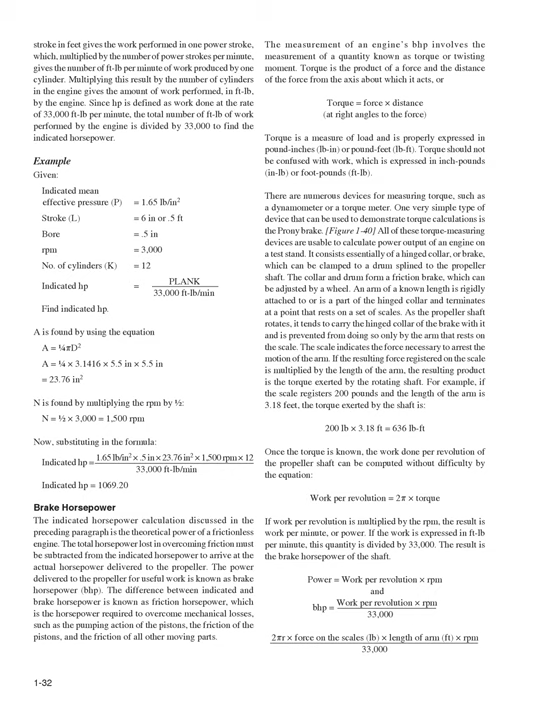 stroke in feet gives the work performed in one power stroke,
which, multiplied by the number of power strokes per minute,
gives the number of ft-lb per minute of work produced by one
cylinder. Multiplying this result by the number of cylinders
in the engine gives the amount of work performed, in ft-lb,
by the engine. Since hp is defined as work done at the rate
of 33,000 ft-lb per minute, the total number of ft-lb of work
performed by the engine is divided by 33,000 to find the
indicated horsepower.
Example
Given:
Indicated mean
effective pressure (P) = 1.65 lb/in²
Stroke (L) = 6 in or .5 ft
Bore = .5 in
rpm = 3,000
No. of cylinders (K) = 12
Indicated hp = PLANK
33,000 ft-lb/min
Find indicated hp.
A is found by using the equation
A = ¼πD²
A = ¼ × 3.1416 × 5.5 in × 5.5 in
= 23.76 in²
N is found by multiplying the rpm by ½:
N = ½ × 3,000 = 1,500 rpm
Now, substituting in the formula:
Indicated hp = 1.65 lb/in² × .5 in × 23.76 in² × 1,500 rpm × 12
33,000 ft-lb/min
Indicated hp = 1069.20
Brake Horsepower
The indicated horsepower calculation discussed in the
preceding paragraph is the theoretical power of a frictionless
engine. The total horsepower lost in overcoming friction must
be subtracted from the indicated horsepower to arrive at the
actual horsepower delivered to the propeller. The power
delivered to the propeller for useful work is known as brake
horsepower (bhp). The difference between indicated and
brake horsepower is known as friction horsepower, which
is the horsepower required to overcome mechanical losses,
such as the pumping action of the pistons, the friction of the
pistons, and the friction of all other moving parts.
The measurement of an engine's bhp involves the
measurement of a quantity known as torque or twisting
moment. Torque is the product of a force and the distance
of the force from the axis about which it acts, or
Torque = force × distance
(at right angles to the force)
Torque is a measure of load and is properly expressed in
pound-inches (lb-in) or pound-feet (lb-ft). Torque should not
be confused with work, which is expressed in inch-pounds
(in-lb) or foot-pounds (ft-lb).
There are numerous devices for measuring torque, such as
a dynamometer or a torque meter. One very simple type of
device that can be used to demonstrate torque calculations is
the Prony brake. [Figure 1-40] All of these torque-measuring
devices are usable to calculate power output of an engine on
a test stand. It consists essentially of a hinged collar, or brake,
which can be clamped to a drum splined to the propeller
shaft. The collar and drum form a friction brake, which can
be adjusted by a wheel. An arm of a known length is rigidly
attached to or is a part of the hinged collar and terminates
at a point that rests on a set of scales. As the propeller shaft
rotates, it tends to carry the hinged collar of the brake with it
and is prevented from doing so only by the arm that rests on
the scale. The scale indicates the force necessary to arrest the
motion of the arm. If the resulting force registered on the scale
is multiplied by the length of the arm, the resulting product
is the torque exerted by the rotating shaft. For example, if
the scale registers 200 pounds and the length of the arm is
3.18 feet, the torque exerted by the shaft is:
200 lb × 3.18 ft = 636 lb-ft
Once the torque is known, the work done per revolution of
the propeller shaft can be computed without difficulty by
the equation:
Work per revolution = 2π × torque
If work per revolution is multiplied by the rpm, the result is
work per minute, or power. If the work is expressed in ft-lb
per minute, this quantity is divided by 33,000. The result is
the brake horsepower of the shaft.
Power = Work per revolution × rpm
and
bhp = Work per revolution × rpm
33,000
2πr × force on the scales (lb) × length of arm (ft) × rpm
33,000
1-32